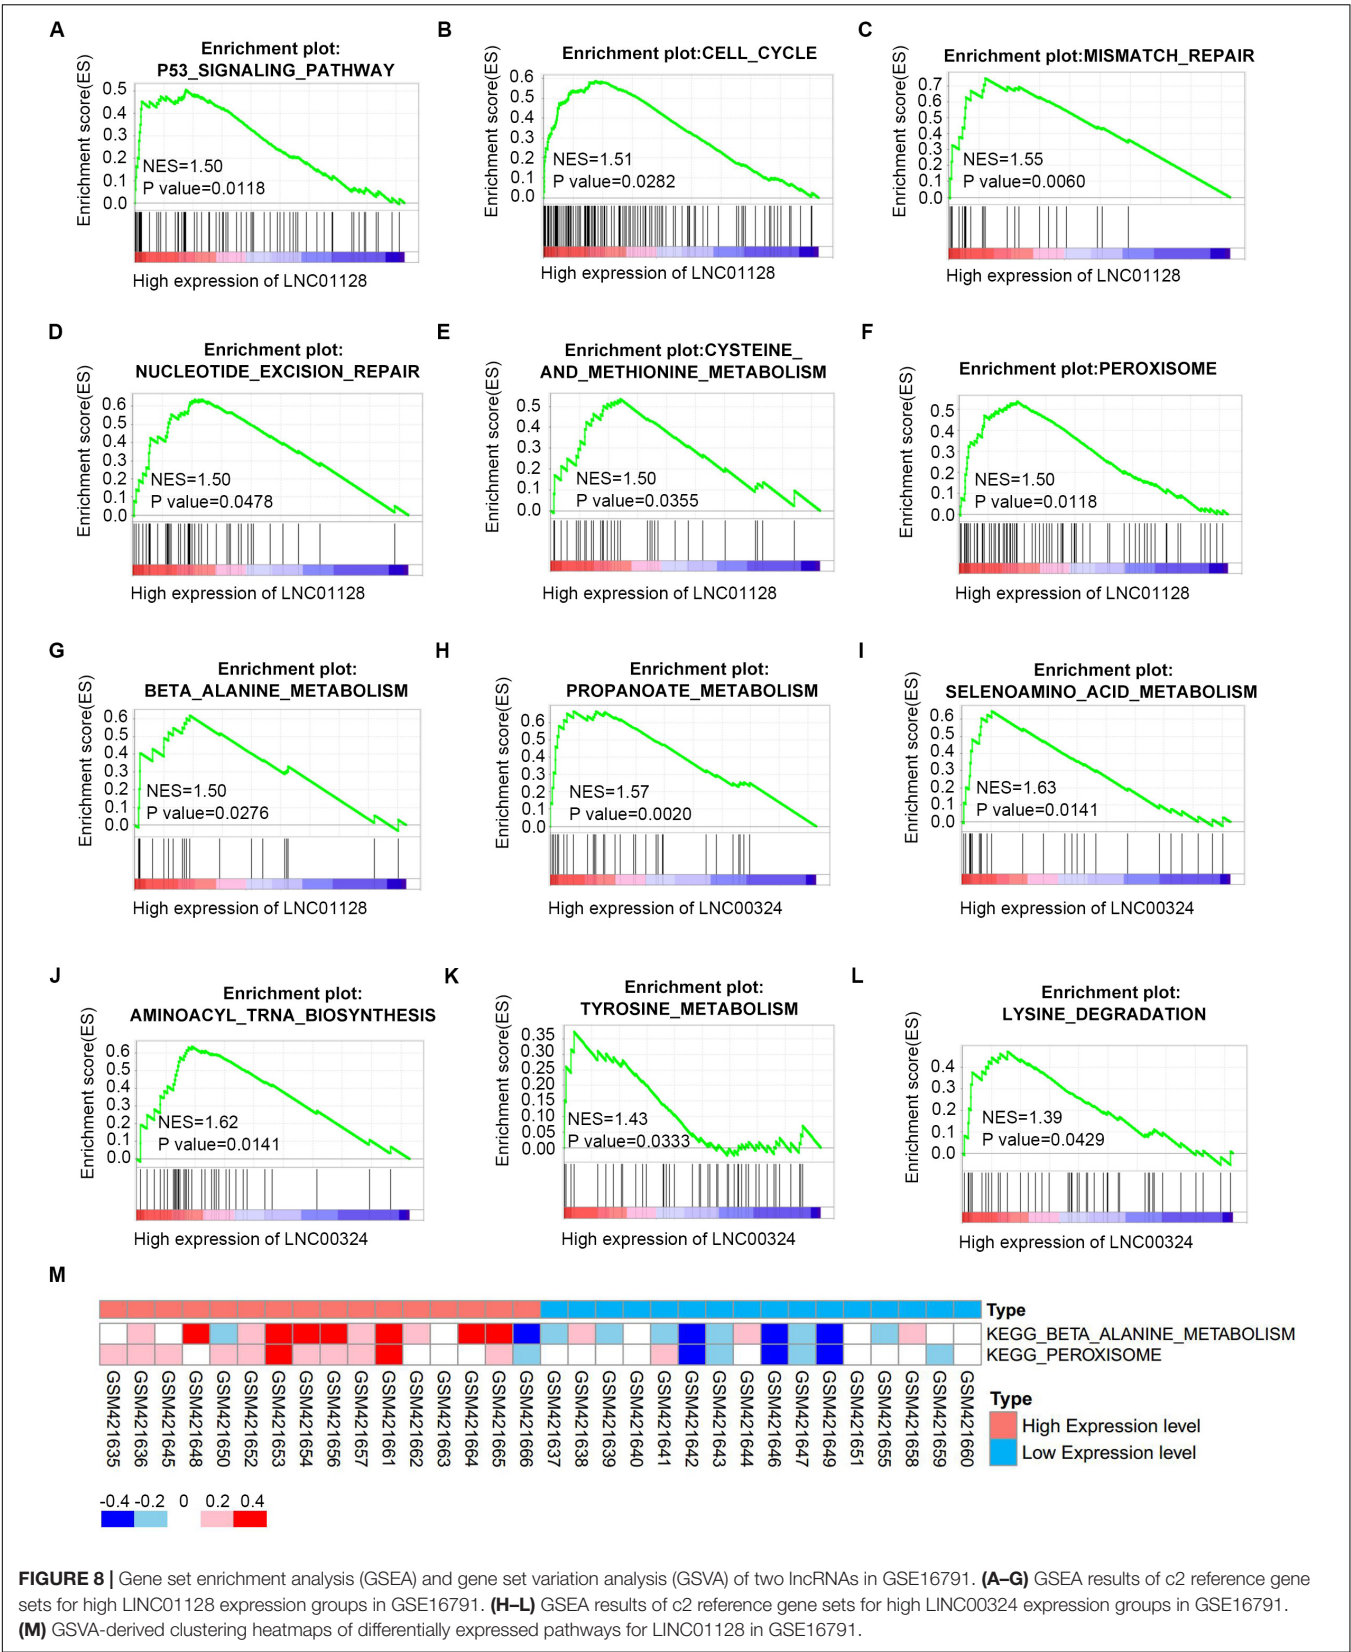 A
Enrichment plot:
P53_SIGNALING_PATHWAY
Enrichment score(ES)
0.5
0.4
0.3
0.2
0.1
0.0
NES=1.50
P value=0.0118
High expression of LNC01128
B
Enrichment plot:CELL_CYCLE
Enrichment score(ES)
0.6
0.5
0.4
0.3
0.2
0.1
0.0
NES=1.51
P value=0.0282
High expression of LNC01128
C
Enrichment plot:MISMATCH_REPAIR
Enrichment score(ES)
0.7
0.6
0.5
0.4
0.3
0.2
0.1
0.0
NES=1.55
P value=0.0060
High expression of LNC01128
D
Enrichment plot:
NUCLEOTIDE_EXCISION_REPAIR
Enrichment score(ES)
0.6
0.5
0.4
0.3
0.2
0.1
0.0
NES=1.50
P value=0.0478
High expression of LNC01128
E
Enrichment plot:CYSTEINE_
AND_METHIONINE_METABOLISM
Enrichment score(ES)
0.5
0.4
0.3
0.2
0.1
0.0
NES=1.50
P value=0.0355
High expression of LNC01128
F
Enrichment plot:PEROXISOME
Enrichment score(ES)
0.5
0.4
0.3
0.2
0.1
0.0
NES=1.50
P value=0.0118
High expression of LNC01128
G
Enrichment plot:
BETA_ALANINE_METABOLISM
Enrichment score(ES)
0.6
0.5
0.4
0.3
0.2
0.1
0.0
NES=1.50
P value=0.0276
High expression of LNC01128
H
Enrichment plot:
PROPANOATE_METABOLISM
Enrichment score(ES)
0.6
0.5
0.4
0.3
0.2
0.1
0.0
NES=1.57
P value=0.0020
High expression of LNC00324
I
Enrichment plot:
SELENOAMINO_ACID_METABOLISM
Enrichment score(ES)
0.6
0.5
0.4
0.3
0.2
0.1
0.0
NES=1.63
P value=0.0141
High expression of LNC00324
J
Enrichment plot:
AMINOACYL_TRNA_BIOSYNTHESIS
Enrichment score(ES)
0.6
0.5
0.4
0.3
0.2
0.1
0.0
NES=1.62
P value=0.0141
High expression of LNC00324
K
Enrichment plot:
TYROSINE_METABOLISM
Enrichment score(ES)
0.35
0.30
0.25
0.20
0.15
0.10
0.05
0.00
NES=1.43
P value=0.0333
High expression of LNC00324
L
Enrichment plot:
LYSINE_DEGRADATION
Enrichment score(ES)
0.4
0.3
0.2
0.1
0.0
NES=1.39
P value=0.0429
High expression of LNC00324
M
Type
KEGG_BETA_ALANINE_METABOLISM
KEGG_PEROXISOME
GSM421635
GSM421636
GSM421645
GSM421648
GSM421650
GSM421652
GSM421653
GSM421654
GSM421656
GSM421657
GSM421661
GSM421662
GSM421663
GSM421664
GSM421665
GSM421666
GSM421637
GSM421638
GSM421639
GSM421640
GSM421641
GSM421642
GSM421643
GSM421644
GSM421646
GSM421647
GSM421649
GSM421651
GSM421655
GSM421658
GSM421659
GSM421660
Type
High Expression level
Low Expression level
-0.4 -0.2 0 0.2 0.4
FIGURE 8 | Gene set enrichment analysis (GSEA) and gene set variation analysis (GSVA) of two lncRNAs in GSE16791. (A–G) GSEA results of c2 reference gene
sets for high LINC01128 expression groups in GSE16791. (H–L) GSEA results of c2 reference gene sets for high LINC00324 expression groups in GSE16791.
(M) GSVA-derived clustering heatmaps of differentially expressed pathways for LINC01128 in GSE16791.